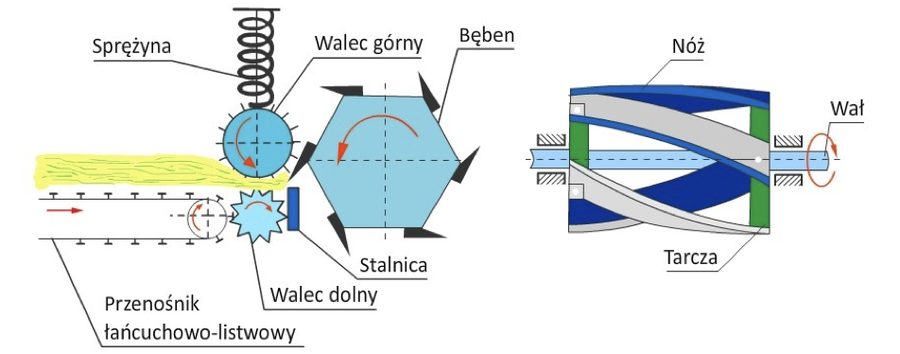 Sprężyna
Walec górny
Bęben
Nóż
Wał
Stalnica
Tarcza
Walec dolny
Przenośnik
łańcuchowo-listwowy